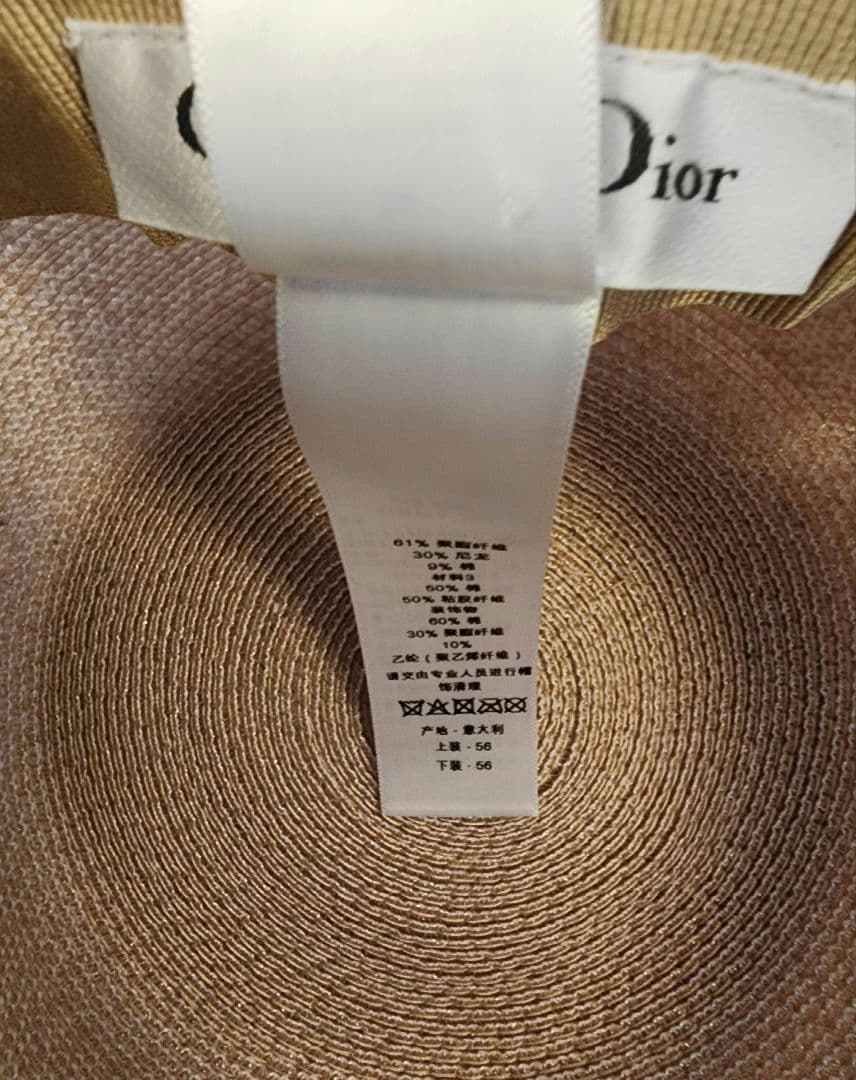 Dior
61% 聚酯纤维
30% 尼龙
9% 棉
材料3
50% 棉
50% 粘胶纤维
装饰物
60% 棉
30% 聚酯纤维
10%
乙纶 ( 聚乙烯纤维 )
请交由专业人员进行帽
饰清理
产地 - 意大利
上装 - 56
下装 - 56